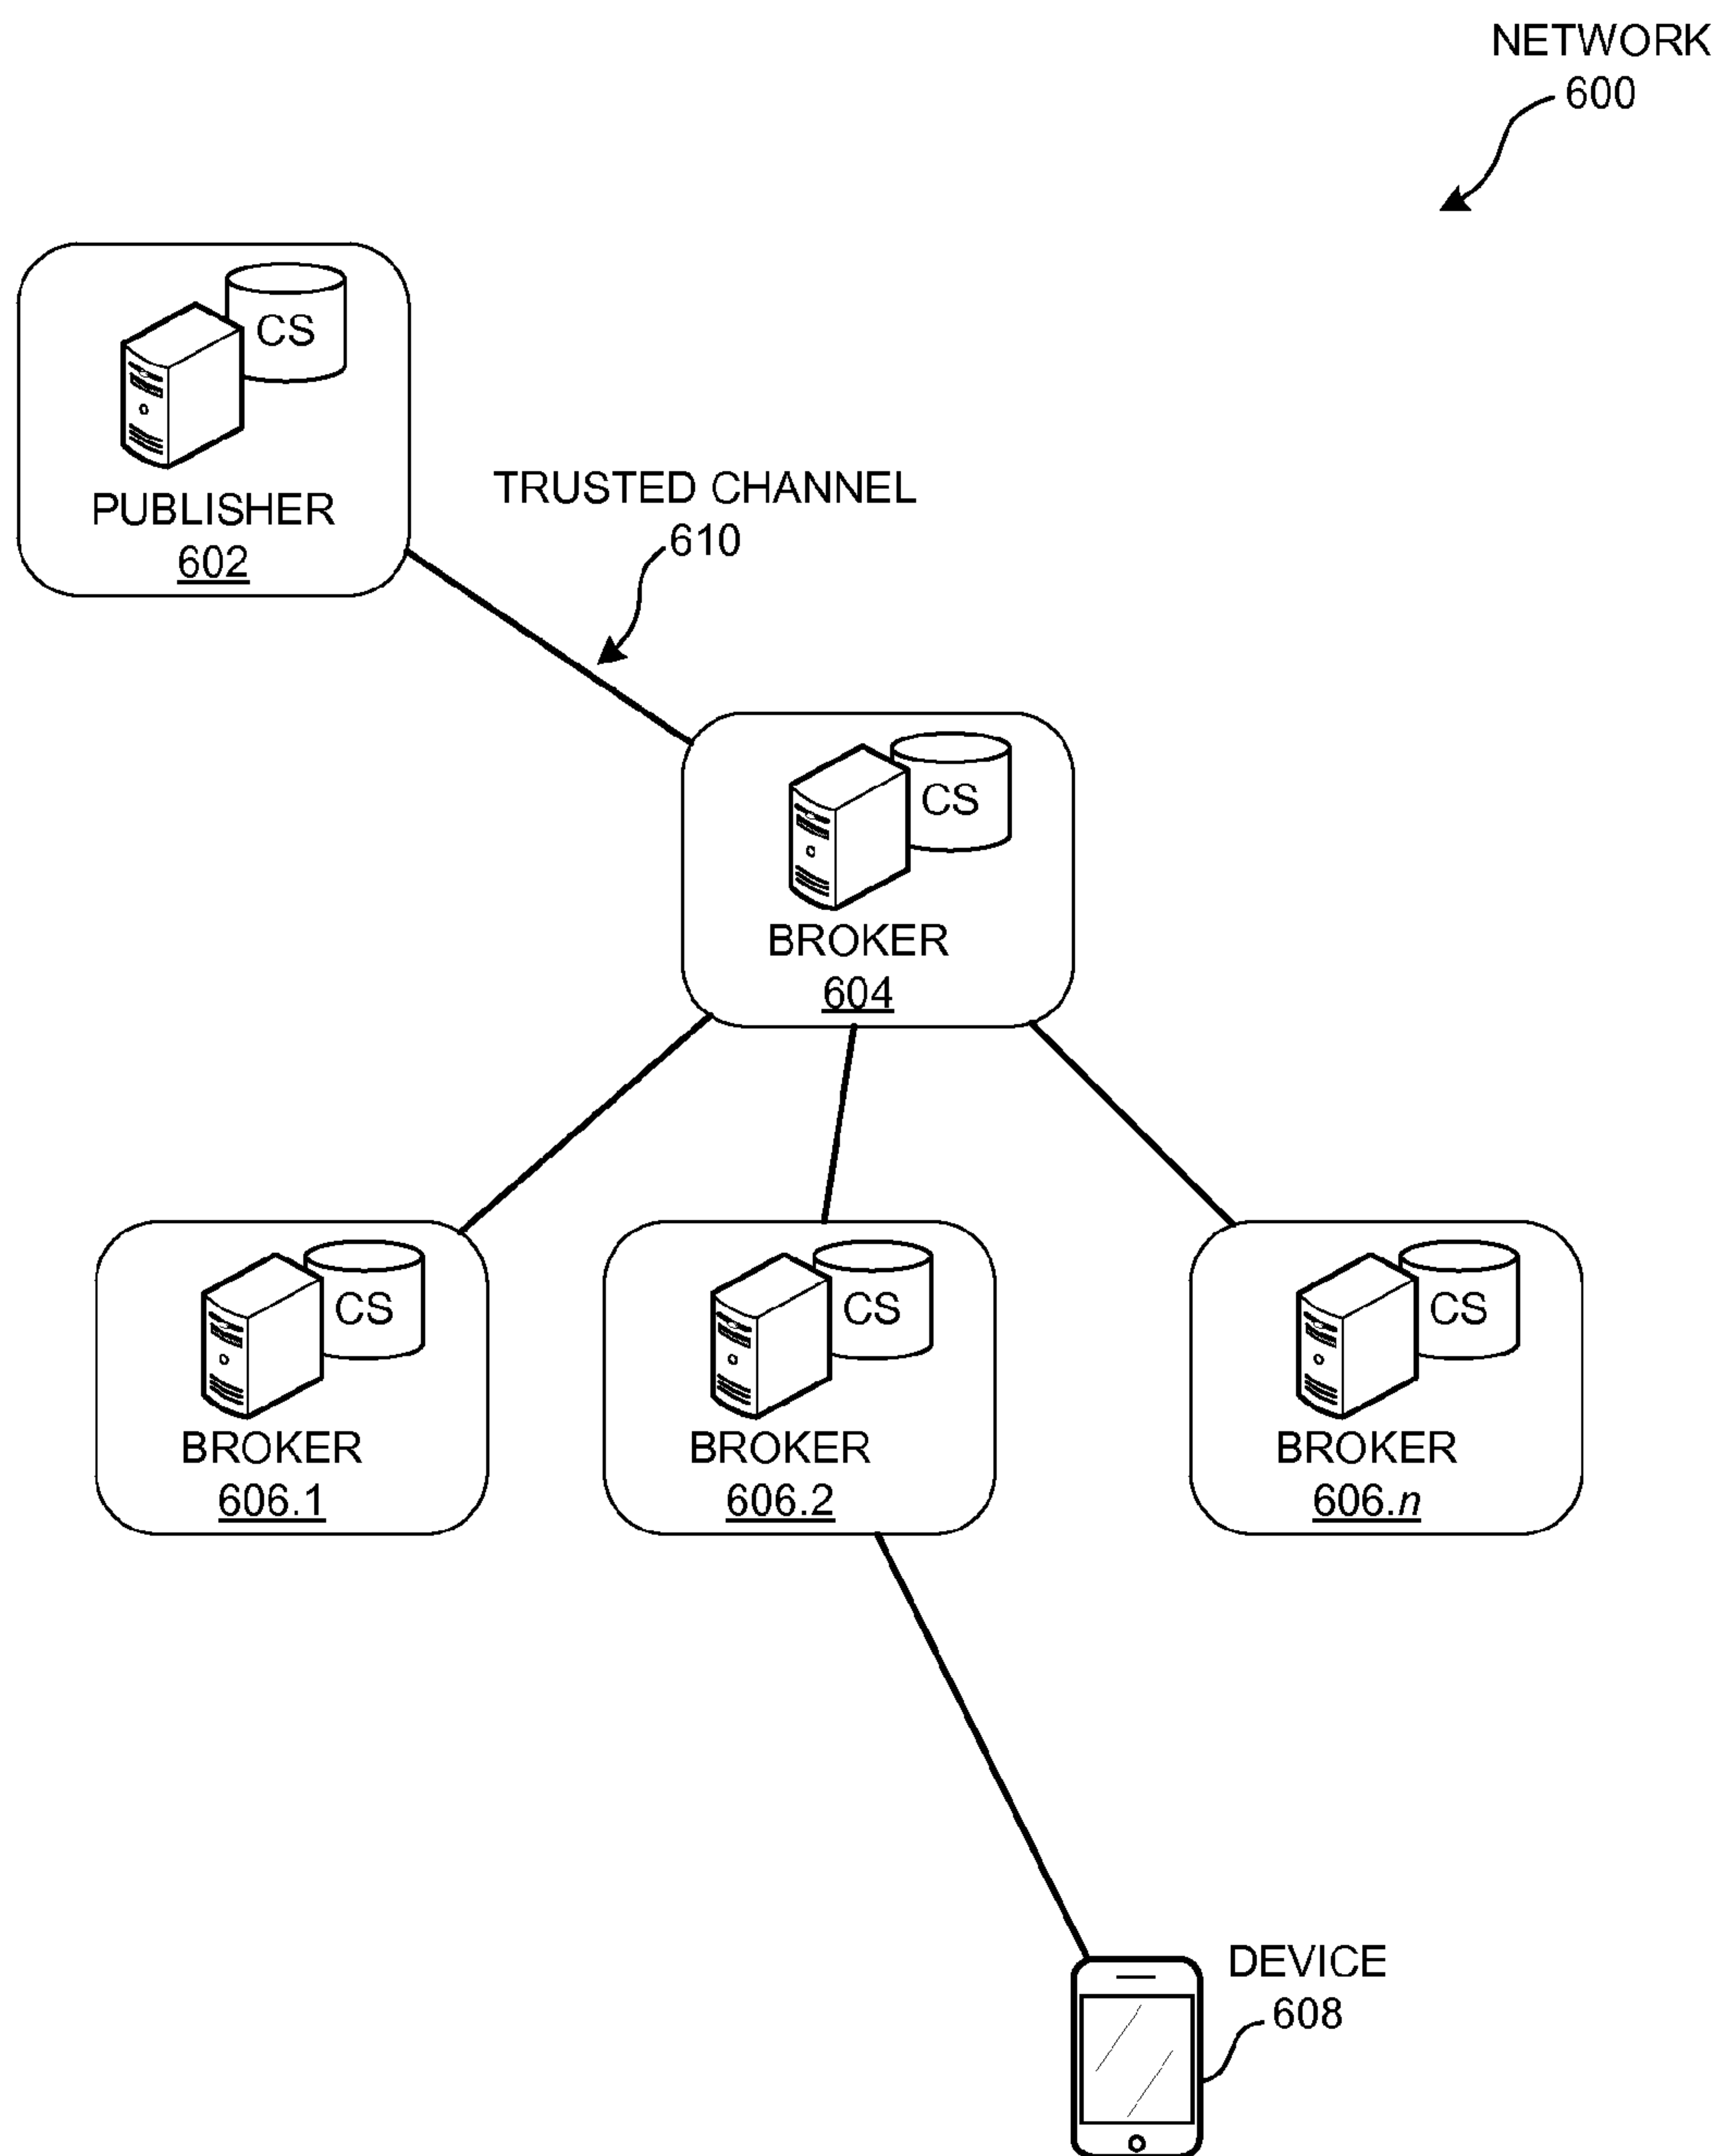 NETWORK
600
CS
PUBLISHER
602
TRUSTED CHANNEL
610
CS
BROKER
604
CS
BROKER
606.1
CS
BROKER
606.2
CS
BROKER
606.n
DEVICE
608